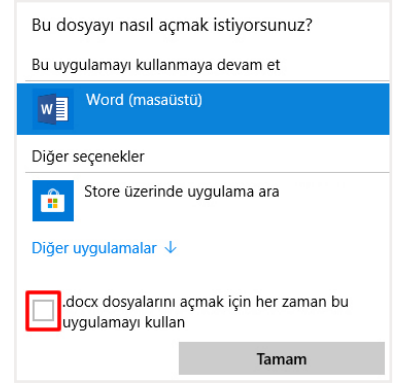 Bu dosyayı nasıl açmak istiyorsunuz?
Bu uygulamayı kullanmaya devam et
W
Word (masaüstü)
Diğer seçenekler
Store üzerinde uygulama ara
Diğer uygulamalar ↓
.docx dosyalarını açmak için her zaman bu
uygulamayı kullan
Tamam